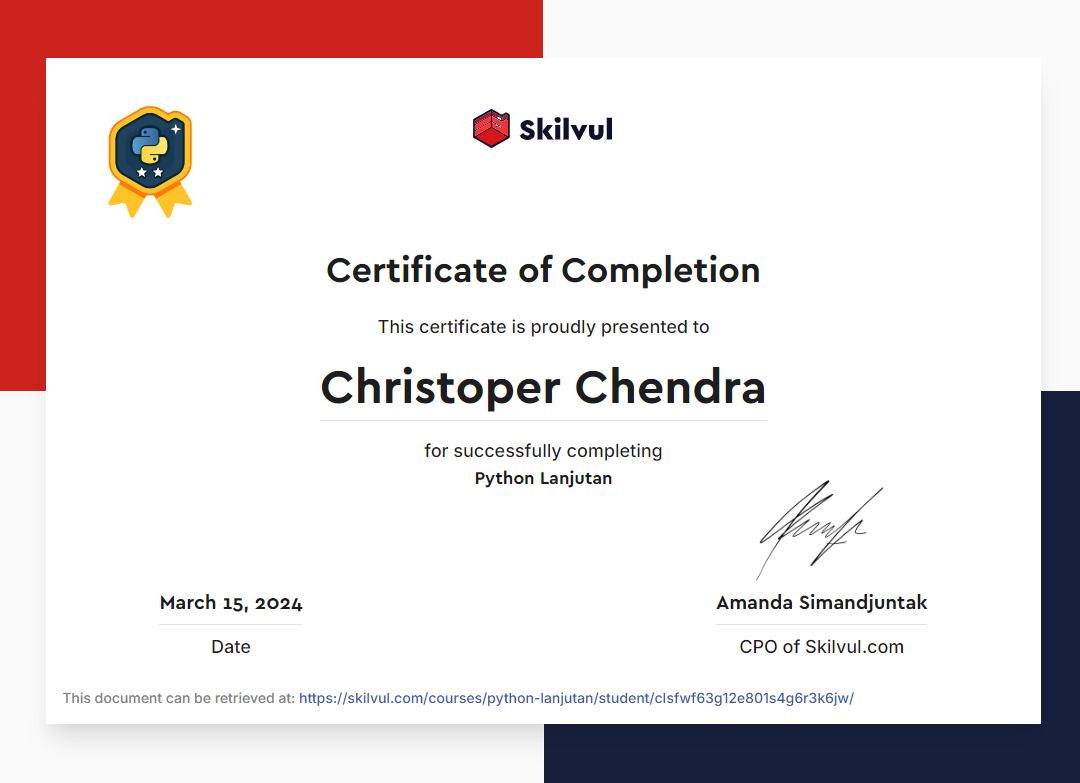 Skilvul
Certificate of Completion
This certificate is proudly presented to
Christoper Chendra
for successfully completing
Python Lanjutan
March 15, 2024
Date
Amanda Simandjuntak
CPO of Skilvul.com
This document can be retrieved at: https://skilvul.com/courses/python-lanjutan/student/clsfwf63g12e801s4g6r3k6jw/